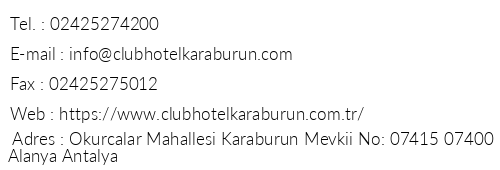 Tel. : 02425274200
E-mail : info@clubhotelkaraburun.com
Fax : 02425275012
Web : https://www.clubhotelkaraburun.com.tr/
Adres : Okurcalar Mahallesi Karaburun Mevkii No: 07415 07400
Alanya Antalya